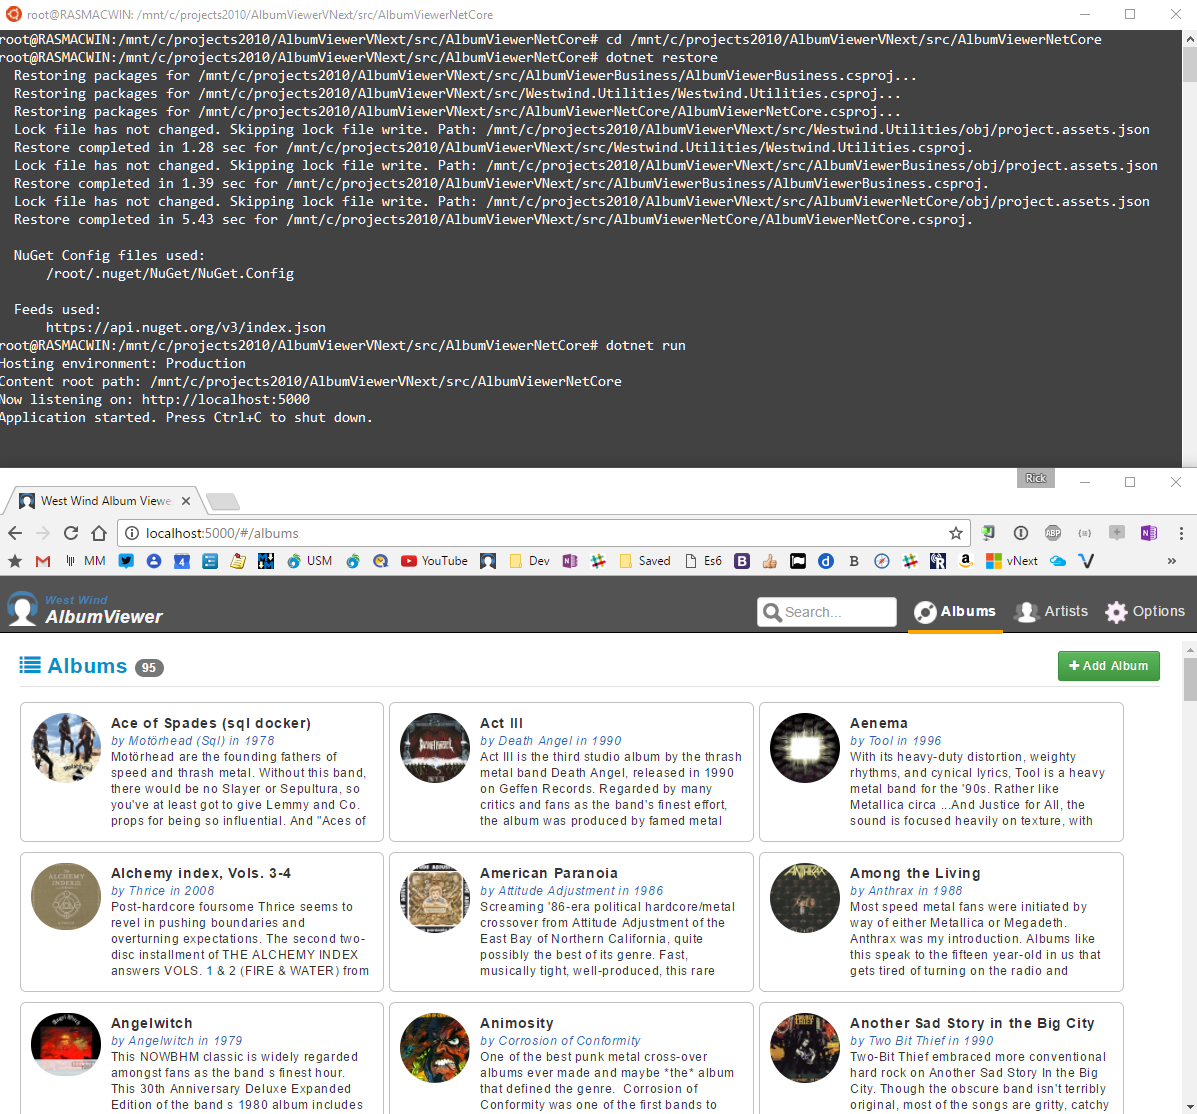 root@RASMACWIN: /mnt/c/projects2010/AlbumViewerVNext/src/AlbumViewerNetCore
root@RASMACWIN:/mnt/c/projects2010/AlbumViewerVNext/src/AlbumViewerNetCore# cd /mnt/c/projects2010/AlbumViewerVNext/src/AlbumViewerNetCore
root@RASMACWIN:/mnt/c/projects2010/AlbumViewerVNext/src/AlbumViewerNetCore# dotnet restore
Restoring packages for /mnt/c/projects2010/AlbumViewerVNext/src/AlbumViewerBusiness/AlbumViewerBusiness.csproj...
Restoring packages for /mnt/c/projects2010/AlbumViewerVNext/src/Westwind.Utilities/Westwind.Utilities.csproj...
Restoring packages for /mnt/c/projects2010/AlbumViewerVNext/src/AlbumViewerNetCore/AlbumViewerNetCore.csproj...
Lock file has not changed. Skipping lock file write. Path: /mnt/c/projects2010/AlbumViewerVNext/src/Westwind.Utilities/obj/project.assets.json
Restore completed in 1.28 sec for /mnt/c/projects2010/AlbumViewerVNext/src/Westwind.Utilities/Westwind.Utilities.csproj.
Lock file has not changed. Skipping lock file write. Path: /mnt/c/projects2010/AlbumViewerVNext/src/AlbumViewerBusiness/obj/project.assets.json
Restore completed in 1.39 sec for /mnt/c/projects2010/AlbumViewerVNext/src/AlbumViewerBusiness/AlbumViewerBusiness.csproj.
Lock file has not changed. Skipping lock file write. Path: /mnt/c/projects2010/AlbumViewerVNext/src/AlbumViewerNetCore/obj/project.assets.json
Restore completed in 5.43 sec for /mnt/c/projects2010/AlbumViewerVNext/src/AlbumViewerNetCore/AlbumViewerNetCore.csproj.
NuGet Config files used:
/root/.nuget/NuGet/NuGet.Config
Feeds used:
https://api.nuget.org/v3/index.json
root@RASMACWIN:/mnt/c/projects2010/AlbumViewerVNext/src/AlbumViewerNetCore# dotnet run
Hosting environment: Production
Content root path: /mnt/c/projects2010/AlbumViewerVNext/src/AlbumViewerNetCore
Now listening on: http://localhost:5000
Application started. Press Ctrl+C to shut down.
Rick
West Wind Album Viewe
localhost:5000/#/albums
ABP
MM USM YouTube Dev Saved Es6 vNext »
West Wind
AlbumViewer
Search...
Albums Artists Options
Albums 95
Add Album
Ace of Spades (sql docker)
by Motörhead (Sql) in 1978
Motörhead are the founding fathers of
speed and thrash metal. Without this band,
there would be no Slayer or Sepultura, so
you've at least got to give Lemmy and Co.
props for being so influential. And "Aces of
Act III
by Death Angel in 1990
Act III is the third studio album by the thrash
metal band Death Angel, released in 1990
on Geffen Records. Regarded by many
critics and fans as the band's finest effort,
the album was produced by famed metal
Aenema
by Tool in 1996
With its heavy-duty distortion, weighty
rhythms, and cynical lyrics, Tool is a heavy
metal band for the '90s. Rather like
Metallica circa ...And Justice for All, the
sound is focused heavily on texture, with
Alchemy index, Vols. 3-4
by Thrice in 2008
Post-hardcore foursome Thrice seems to
revel in pushing boundaries and
overturning expectations. The second two-
disc installment of THE ALCHEMY INDEX
answers VOLS. 1 & 2 (FIRE & WATER) from
American Paranoia
by Attitude Adjustment in 1986
Screaming '86-era political hardcore/metal
crossover from Attitude Adjustment of the
East Bay of Northern California, quite
possibly the best of its genre. Fast,
musically tight, well-produced, this rare
Among the Living
by Anthrax in 1988
Most speed metal fans were initiated by
way of either Metallica or Megadeth.
Anthrax was my introduction. Albums like
this speak to the fifteen year-old in us that
gets tired of turning on the radio and
Angelwitch
by Angelwitch in 1979
This NOWBHM classic is widely regarded
amongst fans as the band s finest hour.
This 30th Anniversary Deluxe Expanded
Edition of the band s 1980 album includes
Animosity
by Corrosion of Conformity
One of the best punk metal cross-over
albums ever made and maybe *the* album
that defined the genre. Corrosion of
Conformity was one of the first bands to
Another Sad Story in the Big City
by Two Bit Thief in 1990
Two-Bit Thief embraced more conventional
hard rock on Another Sad Story In the Big
City. Though the obscure band isn't terribly
original, most of the songs are gritty, catchy